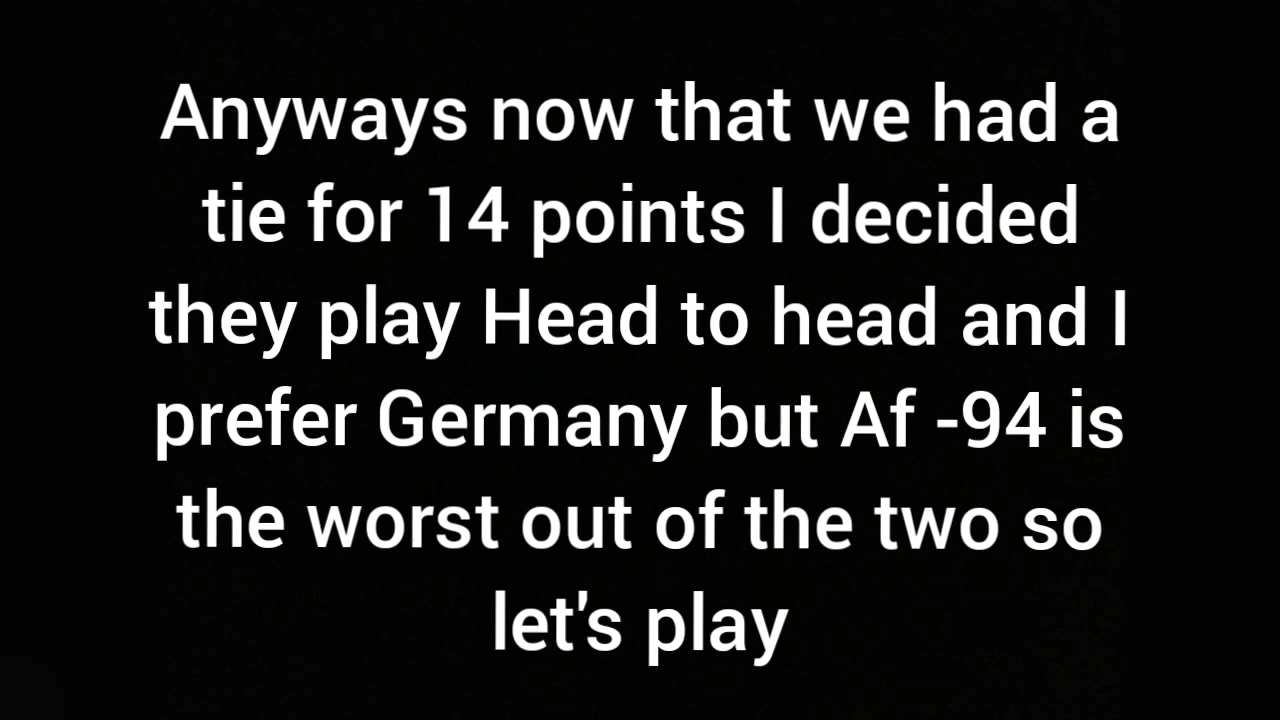 Anyways now that we had a
tie for 14 points I decided
they play Head to head and I
prefer Germany but Af -94 is
the worst out of the two so
let's play